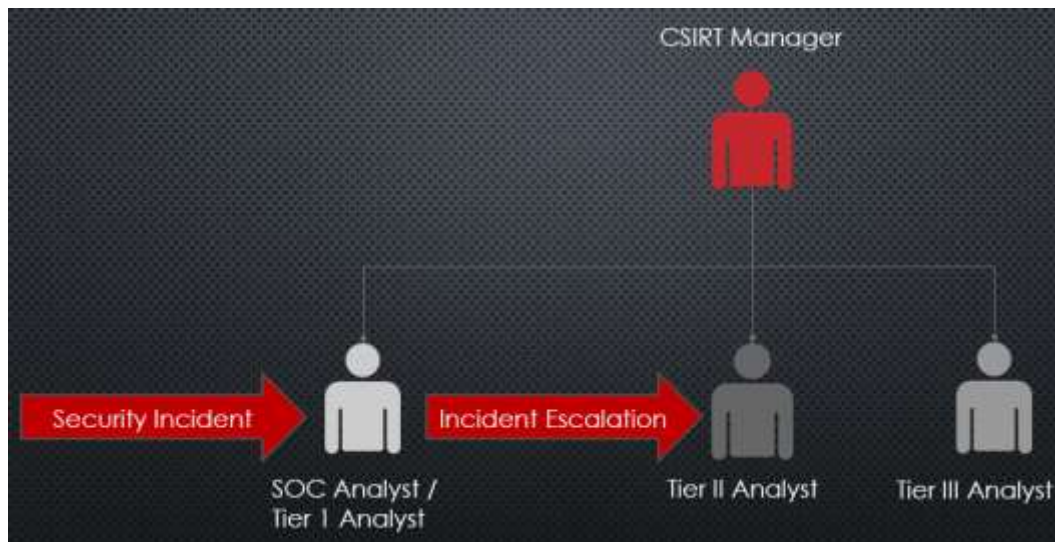 CSIRT Manager
Security Incident
Incident Escalation
SOC Analyst /
Tier 1 Analyst
Tier II Analyst
Tier III Analyst